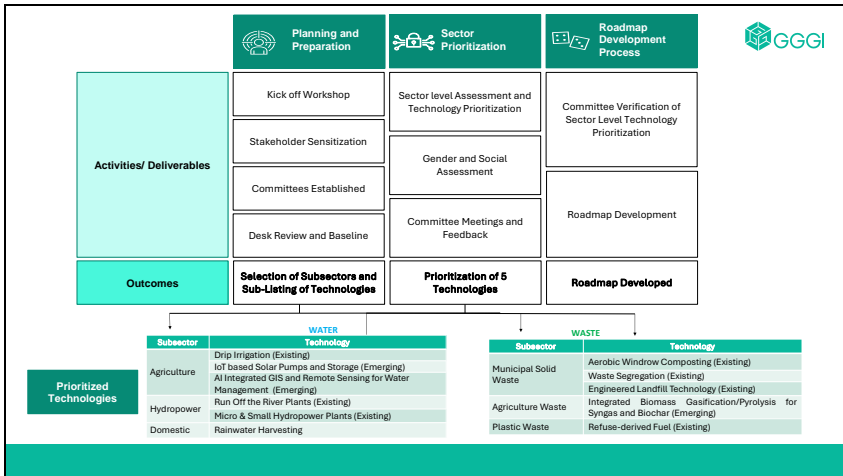 Planning and
Preparation
Sector
Prioritization
Roadmap
Development
Process
GGGI
Activities/ Deliverables
Kick off Workshop
Stakeholder Sensitization
Committees Established
Desk Review and Baseline
Sector level Assessment and
Technology Prioritization
Gender and Social
Assessment
Committee Meetings and
Feedback
Committee Verification of
Sector Level Technology
Prioritization
Roadmap Development
Outcomes
Selection of Subsectors and
Sub-Listing of Technologies
Prioritization of 5
Technologies
Roadmap Developed
Prioritized
Technologies
WATER
Subsector
Technology
Agriculture
Drip Irrigation (Existing)
IoT based Solar Pumps and Storage (Emerging)
AI Integrated GIS and Remote Sensing for Water
Management (Emerging)
Hydropower
Run Off the River Plants (Existing)
Micro & Small Hydropower Plants (Existing)
Domestic
Rainwater Harvesting
WASTE
Subsector
Technology
Municipal Solid
Waste
Aerobic Windrow Composting (Existing)
Waste Segregation (Existing)
Engineered Landfill Technology (Existing)
Agriculture Waste
Integrated Biomass Gasification/Pyrolysis for
Syngas and Biochar (Emerging)
Plastic Waste
Refuse-derived Fuel (Existing)